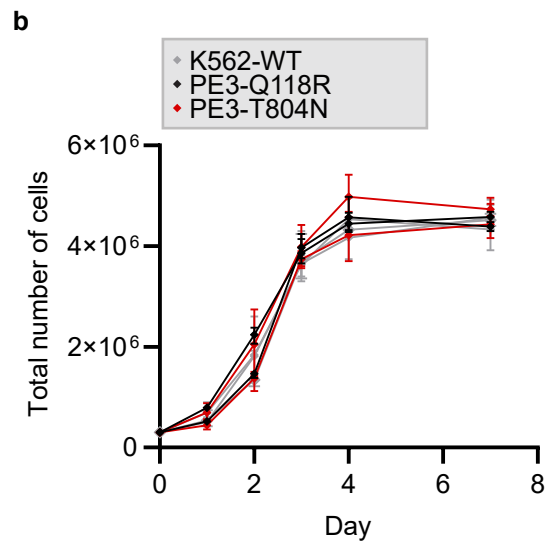 b
K562-WT
PE3-Q118R
PE3-T804N
Total number of cells
6×10⁶
4×10⁶
2×10⁶
0
0 2 4 6 8
Day